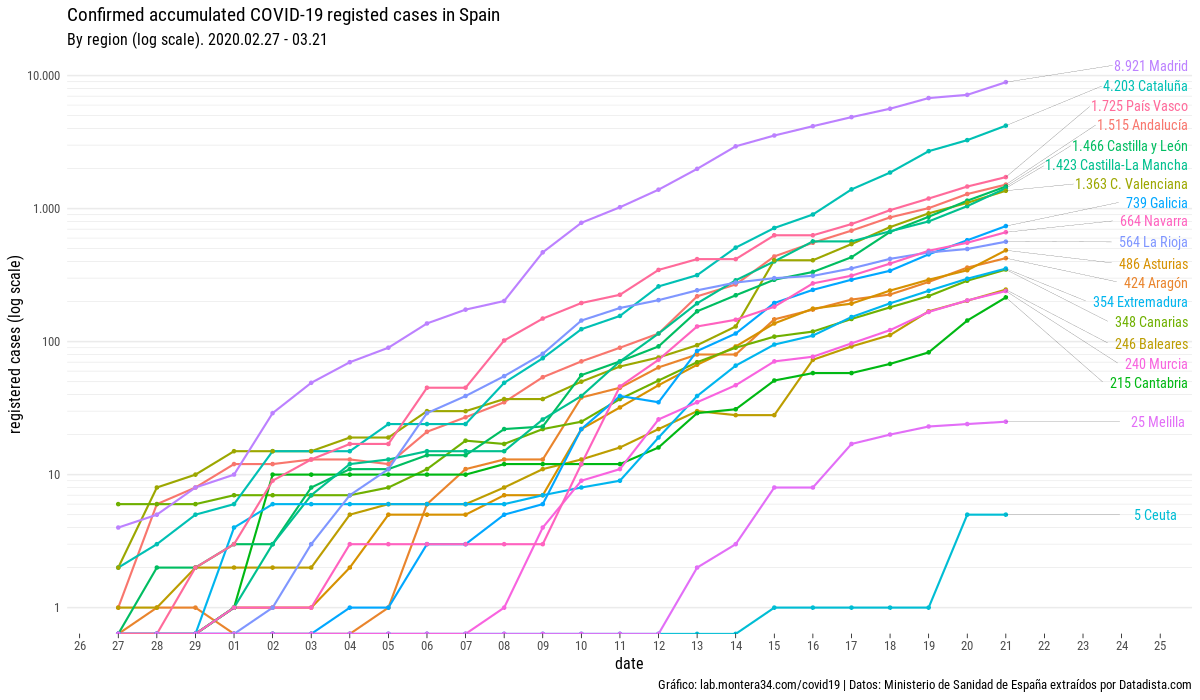 Confirmed accumulated COVID-19 registed cases in Spain
By region (log scale). 2020.02.27 - 03.21
registered cases (log scale)
10.000
1.000
100
10
1
8.921 Madrid
4.203 Cataluña
1.725 País Vasco
1.515 Andalucía
1.466 Castilla y León
1.423 Castilla-La Mancha
1.363 C. Valenciana
739 Galicia
664 Navarra
564 La Rioja
486 Asturias
424 Aragón
354 Extremadura
348 Canarias
246 Baleares
240 Murcia
215 Cantabria
25 Melilla
5 Ceuta
26 27 28 29 01 02 03 04 05 06 07 08 09 10 11 12 13 14 15 16 17 18 19 20 21 22 23 24 25
date
Gráfico: lab.montera34.com/covid19 | Datos: Ministerio de Sanidad de España extraídos por Datadista.com